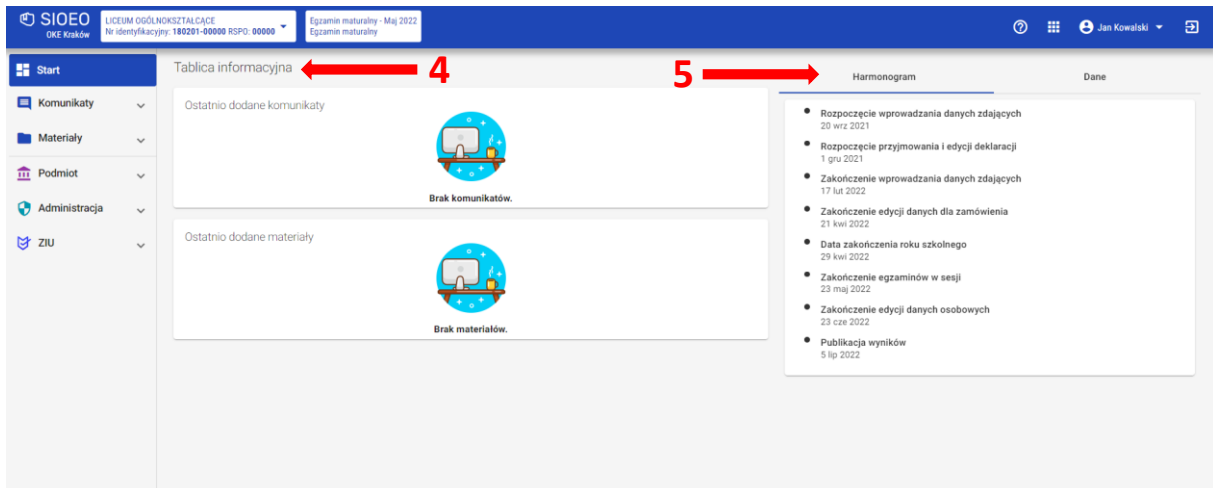 SIOEO
OKE Kraków
LICEUM OGÓLNOKSZTAŁCĄCE
Nr identyfikacyjny: 180201-00000 RSPO: 00000
Egzamin maturalny - Maj 2022
Egzamin maturalny
Jan Kowalski
Start
Komunikaty
Materiały
Podmiot
Administracja
ZIU
Tablica informacyjna
4
Ostatnio dodane komunikaty
Brak komunikatów.
Ostatnio dodane materiały
Brak materiałów.
5
Harmonogram
Dane
Rozpoczęcie wprowadzania danych zdających
20 wrz 2021
Rozpoczęcie przyjmowania i edycji deklaracji
1 gru 2021
Zakończenie wprowadzania danych zdających
17 lut 2022
Zakończenie edycji danych dla zamówienia
21 kwi 2022
Data zakończenia roku szkolnego
29 kwi 2022
Zakończenie egzaminów w sesji
23 maj 2022
Zakończenie edycji danych osobowych
23 cze 2022
Publikacja wyników
5 lip 2022